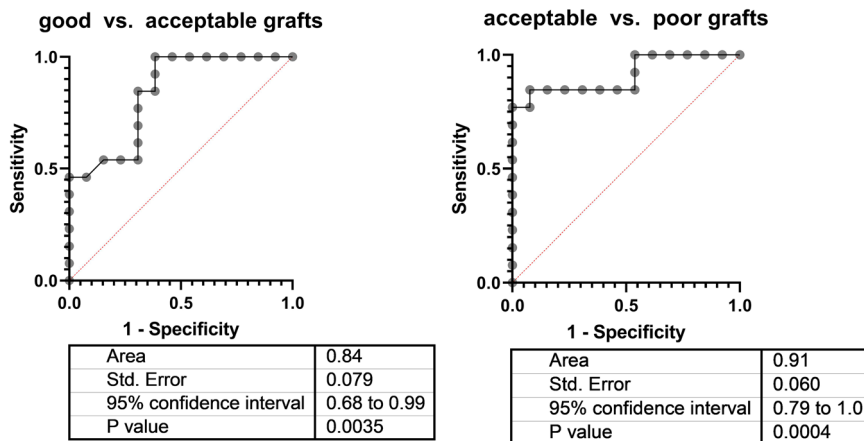 good vs. acceptable grafts
1.0
0.5
0.0
Sensitivity
0.0 0.5 1.0
1 - Specificity
Area 0.84
Std. Error 0.079
95% confidence interval 0.68 to 0.99
P value 0.0035
acceptable vs. poor grafts
1.0
0.5
0.0
Sensitivity
0.0 0.5 1.0
1 - Specificity
Area 0.91
Std. Error 0.060
95% confidence interval 0.79 to 1.0
P value 0.0004